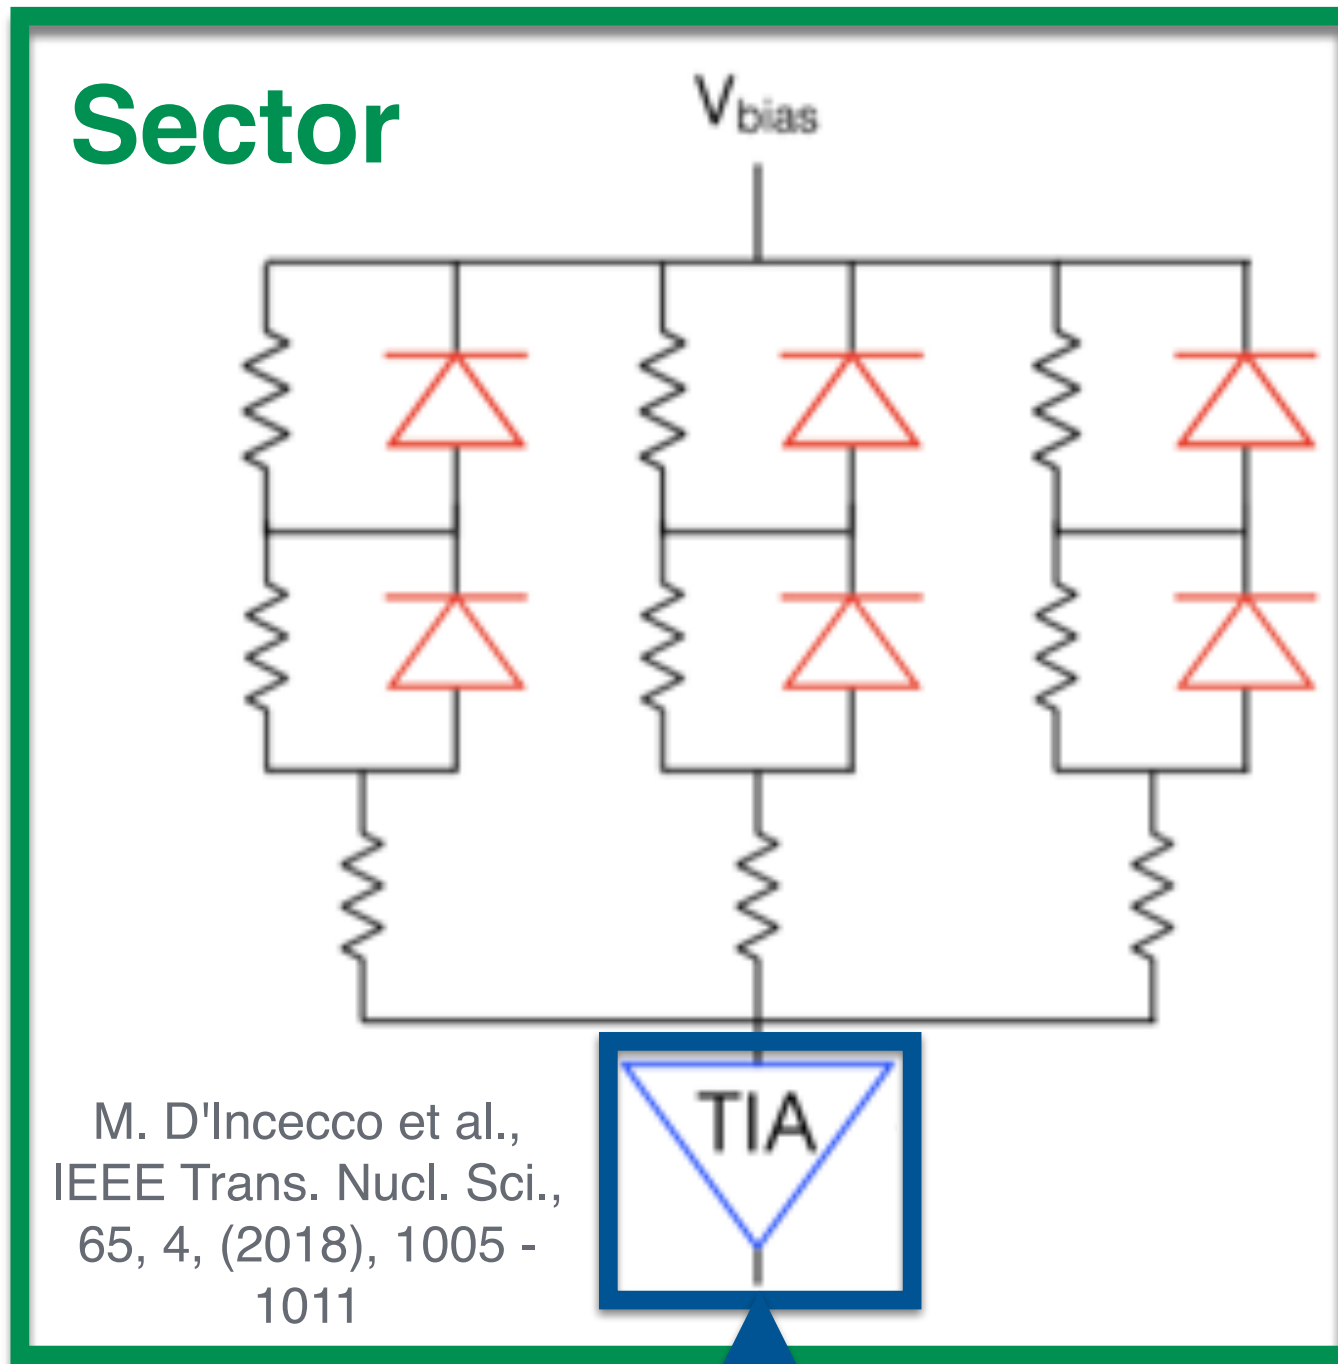 Sector
Vbias
TIA
M. D'Incecco et al.,
IEEE Trans. Nucl. Sci.,
65, 4, (2018), 1005 -
1011